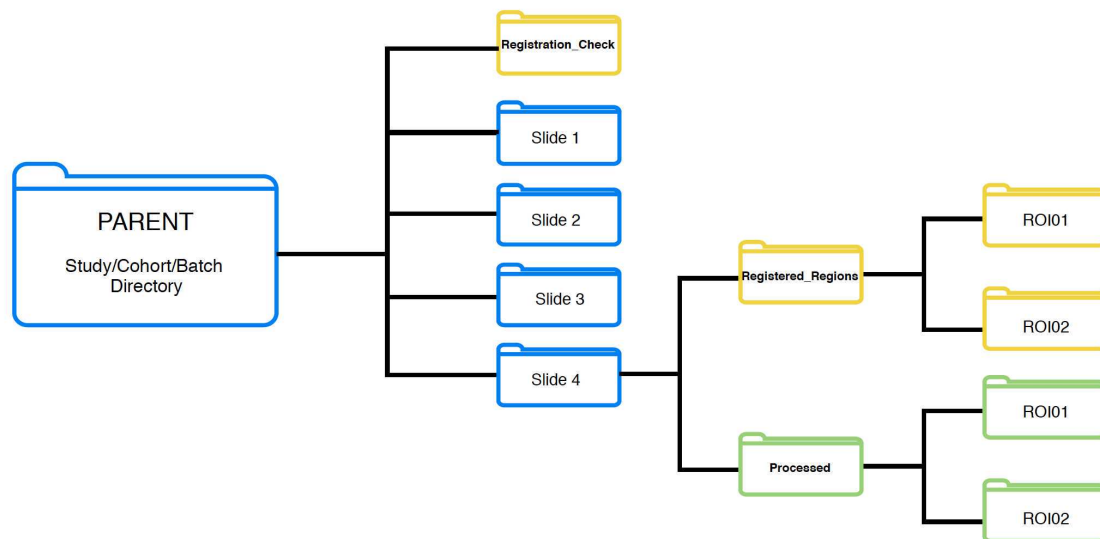 Registration_Check
Slide 1
PARENT
Study/Cohort/Batch
Directory
Slide 2
Slide 3
Slide 4
Registered_Regions
ROI01
ROI02
Processed
ROI01
ROI02